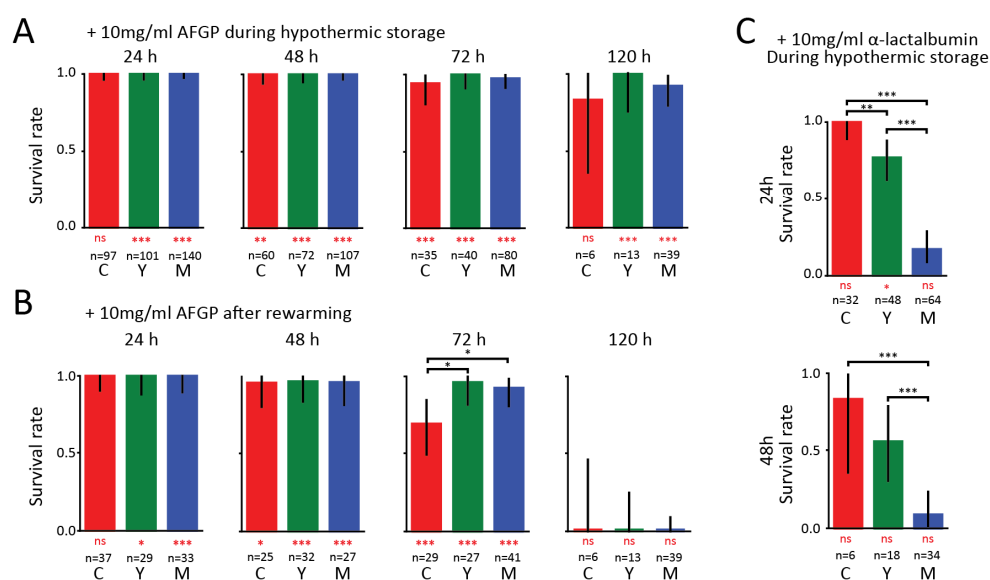 A
+ 10mg/ml AFGP during hypothermic storage
24 h 48 h 72 h 120 h
1.0
0.5
0.0
Survival rate
ns *** *** ** *** *** *** *** *** ns *** ***
n=97 n=101 n=140 n=60 n=72 n=107 n=35 n=40 n=80 n=6 n=13 n=39
C Y M C Y M C Y M C Y M
B
+ 10mg/ml AFGP after rewarming
24 h 48 h 72 h 120 h
*
*
1.0
0.5
0.0
Survival rate
ns * *** * *** *** *** *** *** ns ns ns
n=37 n=29 n=33 n=25 n=32 n=27 n=29 n=27 n=41 n=6 n=13 n=39
C Y M C Y M C Y M C Y M
C
+ 10mg/ml α-lactalbumin
During hypothermic storage
***
** ***
1.0
0.5
0.0
24h
Survival rate
ns * ns
n=32 n=48 n=64
C Y M
***
***
1.0
0.5
0.0
48h
Survival rate
ns ns ns
n=6 n=18 n=34
C Y M